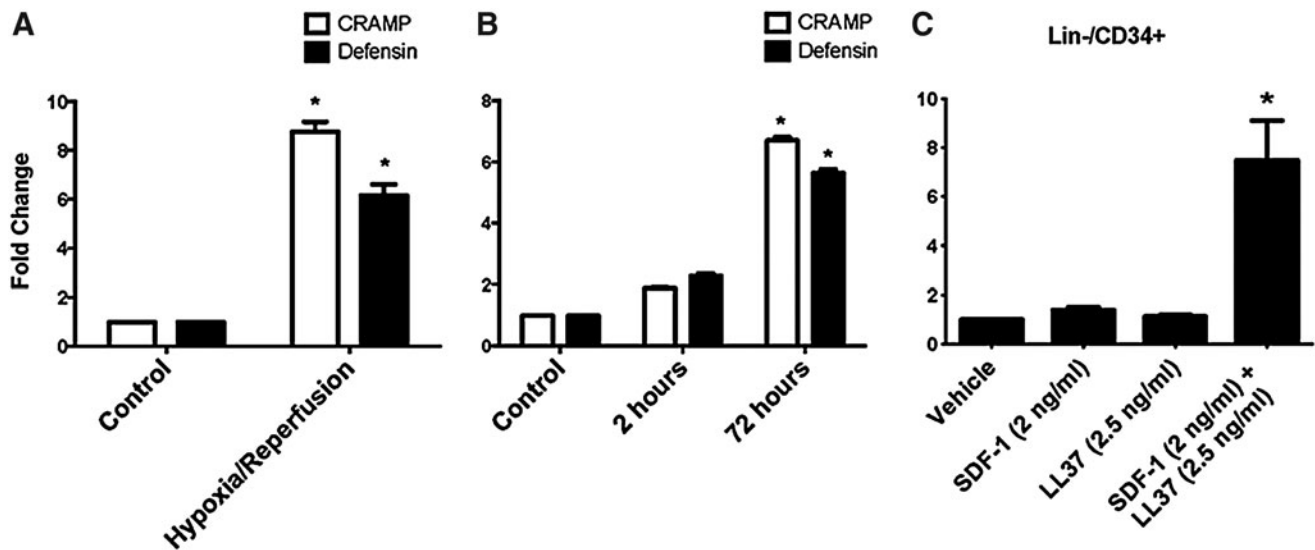 A
CRAMP
Defensin
Fold Change
10
8
6
4
2
0
*
*
Control
Hypoxia/Reperfusion
B
CRAMP
Defensin
8
6
4
2
0
*
*
Control
2 hours
72 hours
C
Lin-/CD34+
10
8
6
4
2
0
*
Vehicle
SDF-1 (2 ng/ml)
LL37 (2.5 ng/ml)
SDF-1 (2 ng/ml) +
LL37 (2.5 ng/ml)